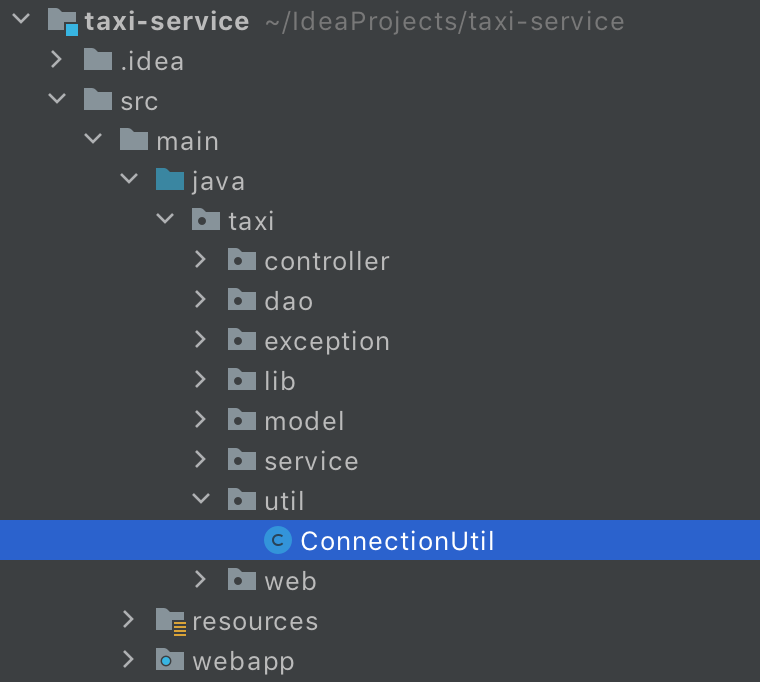 taxi-service ~/IdeaProjects/taxi-service
.idea
src
main
java
taxi
controller
dao
exception
lib
model
service
util
C ConnectionUtil
web
resources
webapp